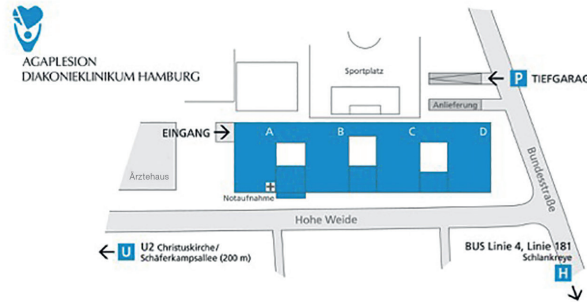 AGAPLESION
DIAKONIEKLINIKUM HAMBURG
Sportplatz
P TIEFGARAG
Anlieferung
EINGANG
A B C D
Ärztehaus
Notaufnahme
Bundesstraße
Hohe Weide
U U2 Christuskirche/
Schäferkampsallee (200 m)
BUS Linie 4, Linie 181
Schlankreye
H